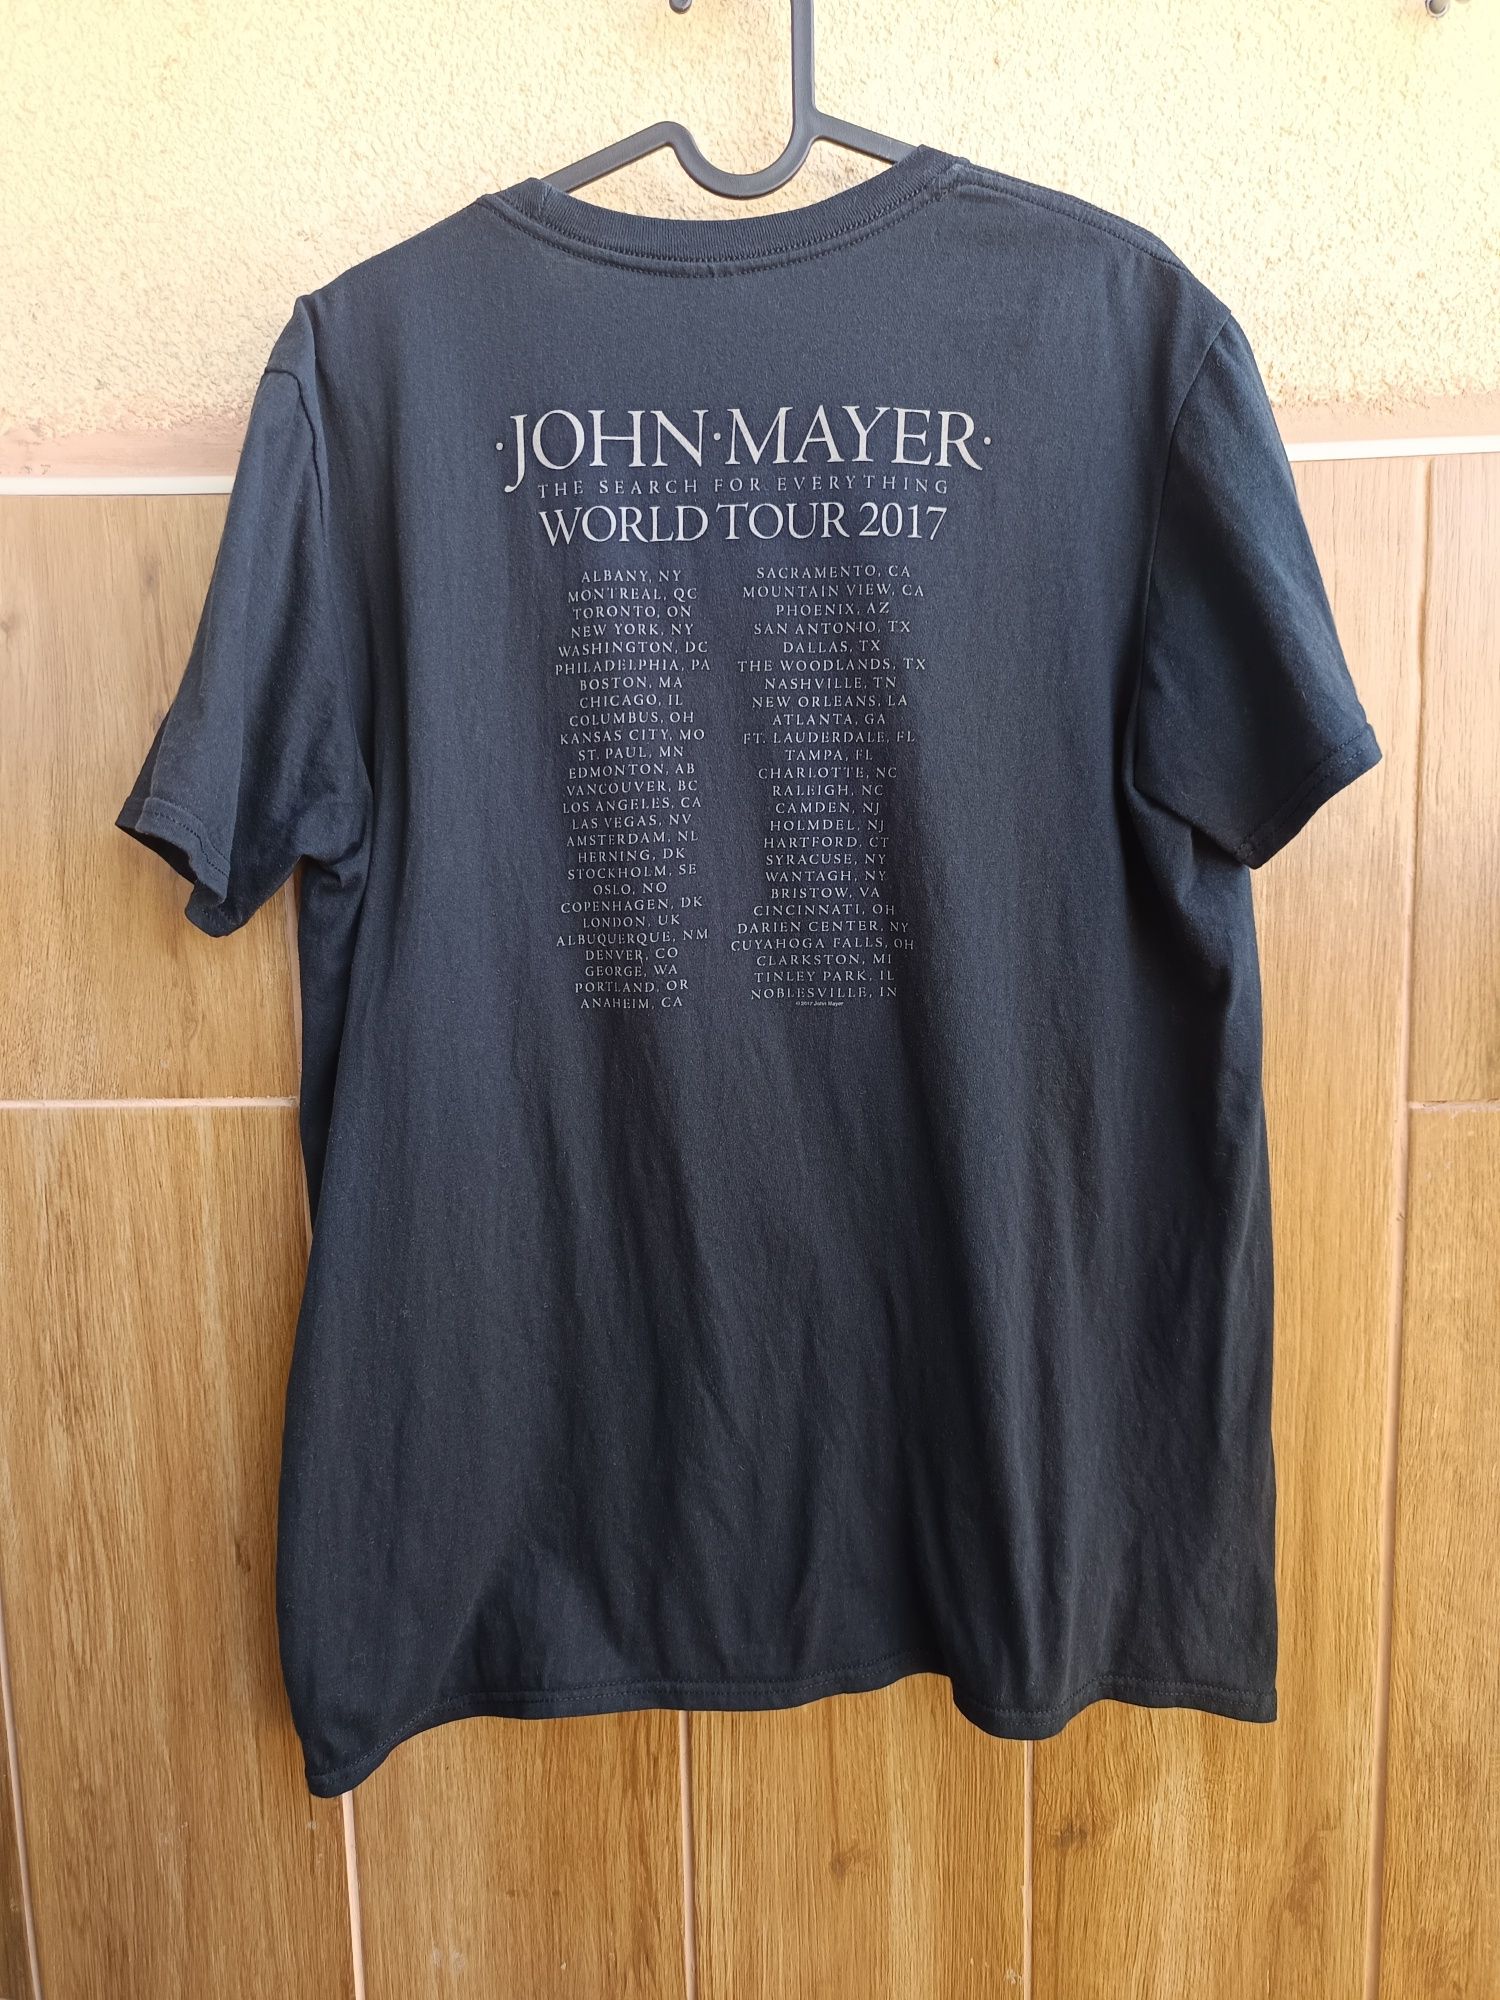 ·JOHN·MAYER·
THE SEARCH FOR EVERYTHING
WORLD TOUR 2017
ALBANY, NY
MONTREAL, QC
TORONTO, ON
NEW YORK, NY
WASHINGTON, DC
PHILADELPHIA, PA
BOSTON, MA
CHICAGO, IL
COLUMBUS, OH
KANSAS CITY, MO
ST. PAUL, MN
EDMONTON, AB
VANCOUVER, BC
LOS ANGELES, CA
LAS VEGAS, NV
AMSTERDAM, NL
HERNING, DK
STOCKHOLM, SE
OSLO, NO
COPENHAGEN, DK
LONDON, UK
ALBUQUERQUE, NM
DENVER, CO
GEORGE, WA
PORTLAND, OR
ANAHEIM, CA
SACRAMENTO, CA
MOUNTAIN VIEW, CA
PHOENIX, AZ
SAN ANTONIO, TX
DALLAS, TX
THE WOODLANDS, TX
NASHVILLE, TN
NEW ORLEANS, LA
ATLANTA, GA
FT. LAUDERDALE, FL
TAMPA, FL
CHARLOTTE, NC
RALEIGH, NC
CAMDEN, NJ
HOLMDEL, NJ
HARTFORD, CT
SYRACUSE, NY
WANTAGH, NY
BRISTOW, VA
CINCINNATI, OH
DARIEN CENTER, NY
CUYAHOGA FALLS, OH
CLARKSTON, MI
TINLEY PARK, IL
NOBLESVILLE, IN
© 2017 John Mayer